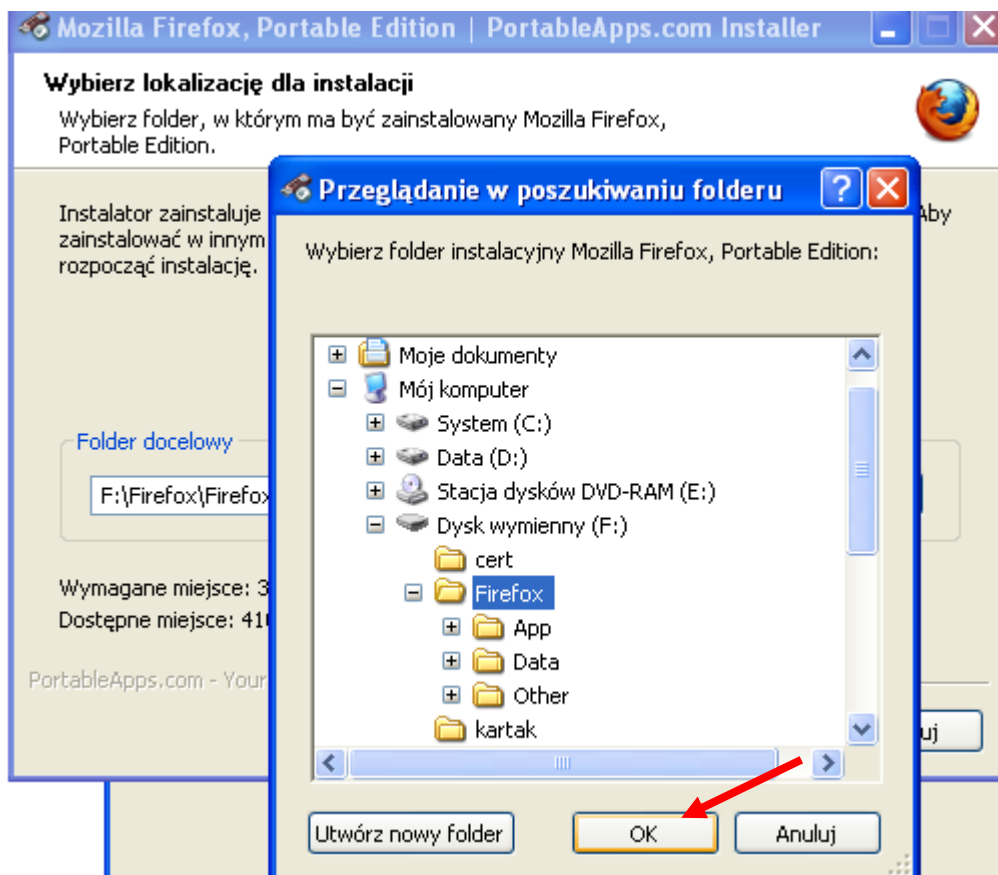 Mozilla Firefox, Portable Edition | PortableApps.com Installer
Wybierz lokalizację dla instalacji
Wybierz folder, w którym ma być zainstalowany Mozilla Firefox,
Portable Edition.
Instalator zainstaluje
Aby
zainstalować w innym
rozpocząć instalację.
Folder docelowy
F:\Firefox\Firefox
Wymagane miejsce: 3
Dostępne miejsce: 41
PortableApps.com - Your
uj
Przeglądanie w poszukiwaniu folderu
Wybierz folder instalacyjny Mozilla Firefox, Portable Edition:
Moje dokumenty
Mój komputer
System (C:)
Data (D:)
Stacja dysków DVD-RAM (E:)
Dysk wymienny (F:)
cert
Firefox
App
Data
Other
kartak
Utwórz nowy folder
OK
Anuluj